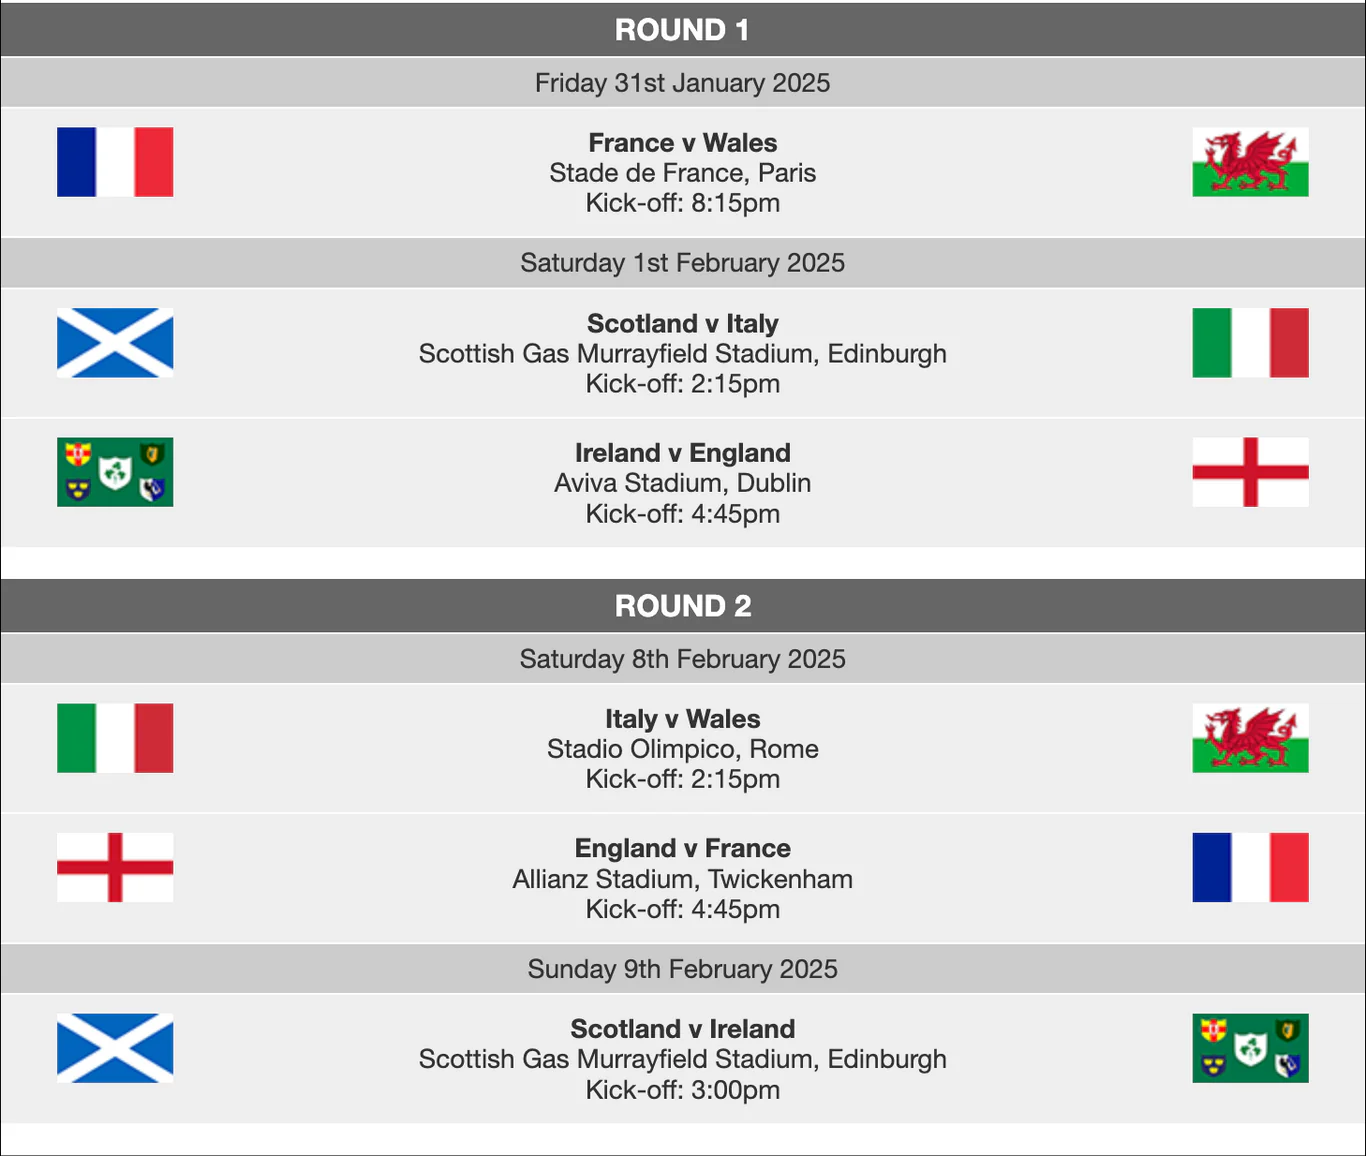 ROUND 1
Friday 31st January 2025
France v Wales
Stade de France, Paris
Kick-off: 8:15pm
Saturday 1st February 2025
Scotland v Italy
Scottish Gas Murrayfield Stadium, Edinburgh
Kick-off: 2:15pm
Ireland v England
Aviva Stadium, Dublin
Kick-off: 4:45pm
ROUND 2
Saturday 8th February 2025
Italy v Wales
Stadio Olimpico, Rome
Kick-off: 2:15pm
England v France
Allianz Stadium, Twickenham
Kick-off: 4:45pm
Sunday 9th February 2025
Scotland v Ireland
Scottish Gas Murrayfield Stadium, Edinburgh
Kick-off: 3:00pm